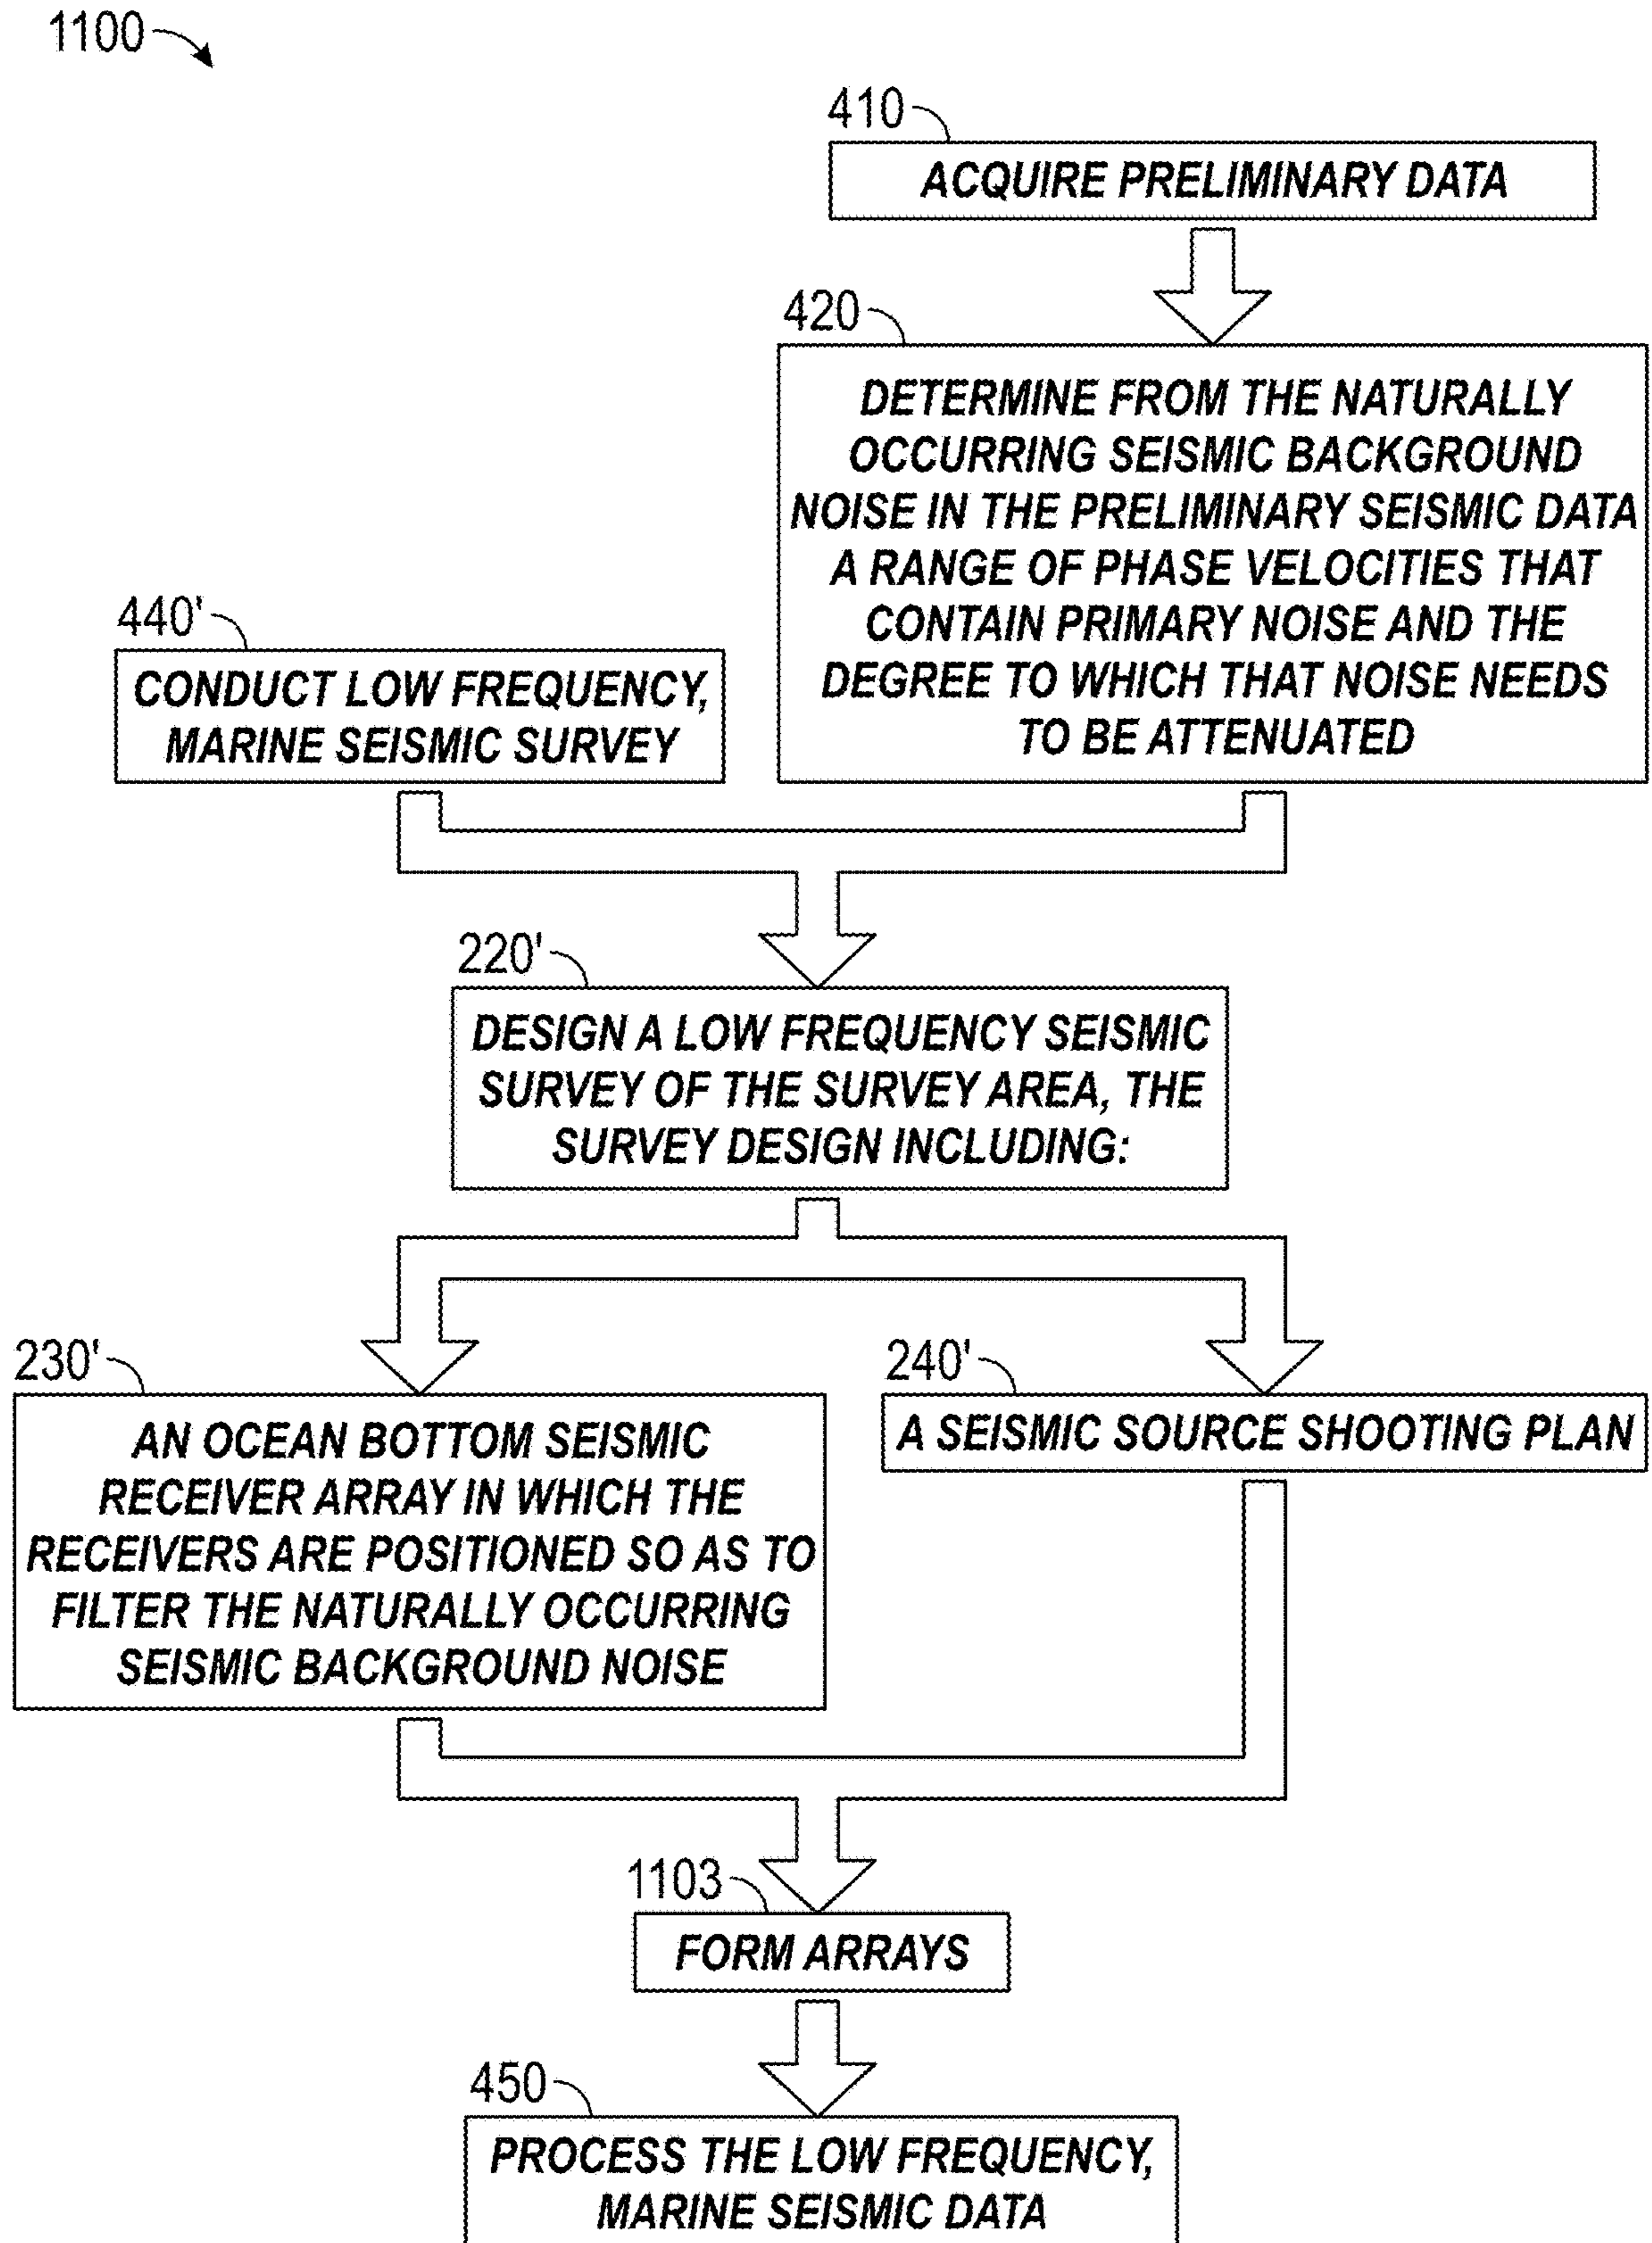 1100
410
ACQUIRE PRELIMINARY DATA
420
DETERMINE FROM THE NATURALLY
OCCURRING SEISMIC BACKGROUND
NOISE IN THE PRELIMINARY SEISMIC DATA
A RANGE OF PHASE VELOCITIES THAT
CONTAIN PRIMARY NOISE AND THE
DEGREE TO WHICH THAT NOISE NEEDS
TO BE ATTENUATED
440'
CONDUCT LOW FREQUENCY,
MARINE SEISMIC SURVEY
220'
DESIGN A LOW FREQUENCY SEISMIC
SURVEY OF THE SURVEY AREA, THE
SURVEY DESIGN INCLUDING:
230'
AN OCEAN BOTTOM SEISMIC
RECEIVER ARRAY IN WHICH THE
RECEIVERS ARE POSITIONED SO AS TO
FILTER THE NATURALLY OCCURRING
SEISMIC BACKGROUND NOISE
240'
A SEISMIC SOURCE SHOOTING PLAN
1103
FORM ARRAYS
450
PROCESS THE LOW FREQUENCY,
MARINE SEISMIC DATA